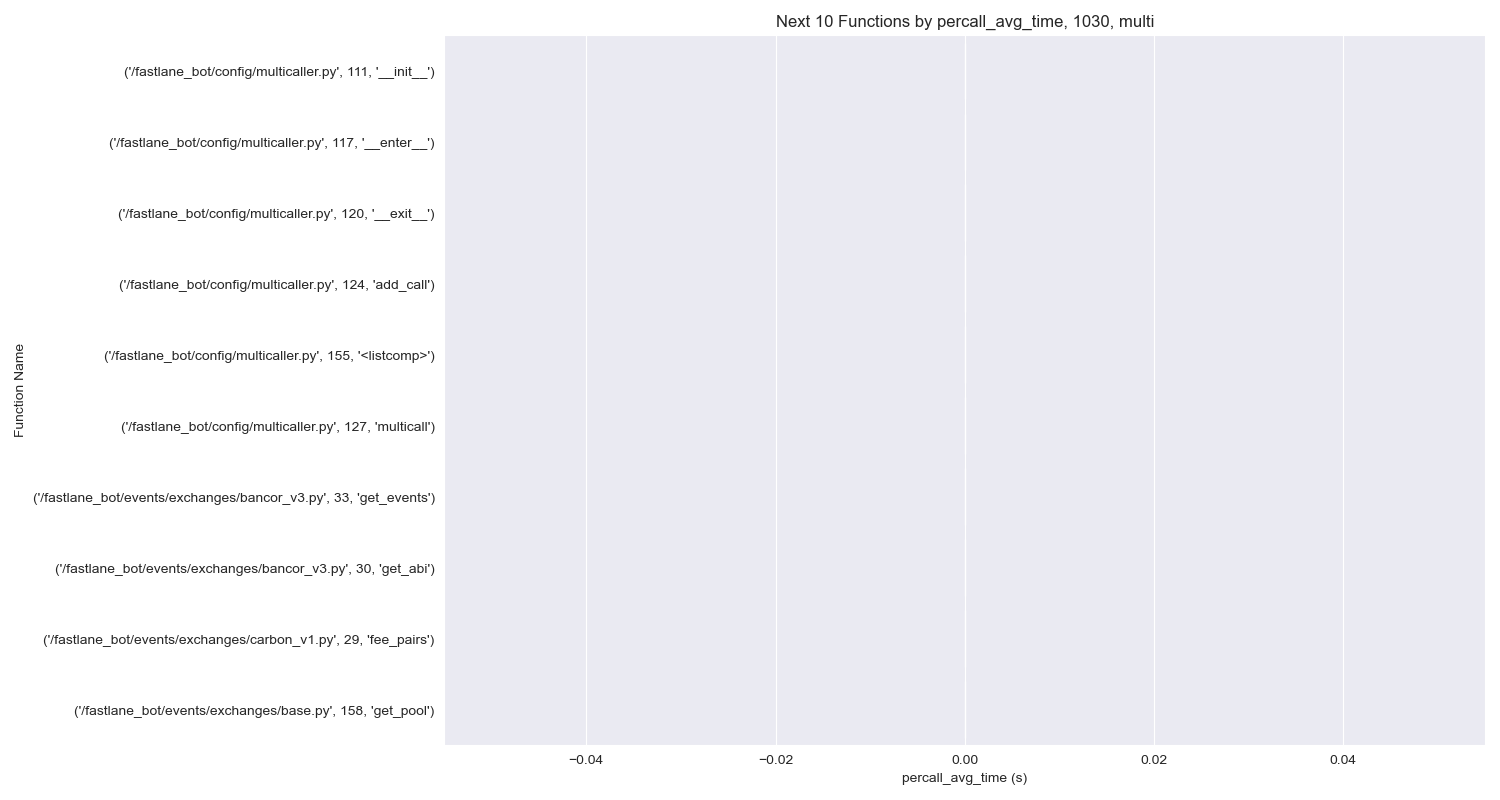 Next 10 Functions by percall_avg_time, 1030, multi
Function Name
('/fastlane_bot/config/multicaller.py', 111, '__init__')
('/fastlane_bot/config/multicaller.py', 117, '__enter__')
('/fastlane_bot/config/multicaller.py', 120, '__exit__')
('/fastlane_bot/config/multicaller.py', 124, 'add_call')
('/fastlane_bot/config/multicaller.py', 155, '<listcomp>')
('/fastlane_bot/config/multicaller.py', 127, 'multicall')
('/fastlane_bot/events/exchanges/bancor_v3.py', 33, 'get_events')
('/fastlane_bot/events/exchanges/bancor_v3.py', 30, 'get_abi')
('/fastlane_bot/events/exchanges/carbon_v1.py', 29, 'fee_pairs')
('/fastlane_bot/events/exchanges/base.py', 158, 'get_pool')
−0.04 −0.02 0.00 0.02 0.04
percall_avg_time (s)